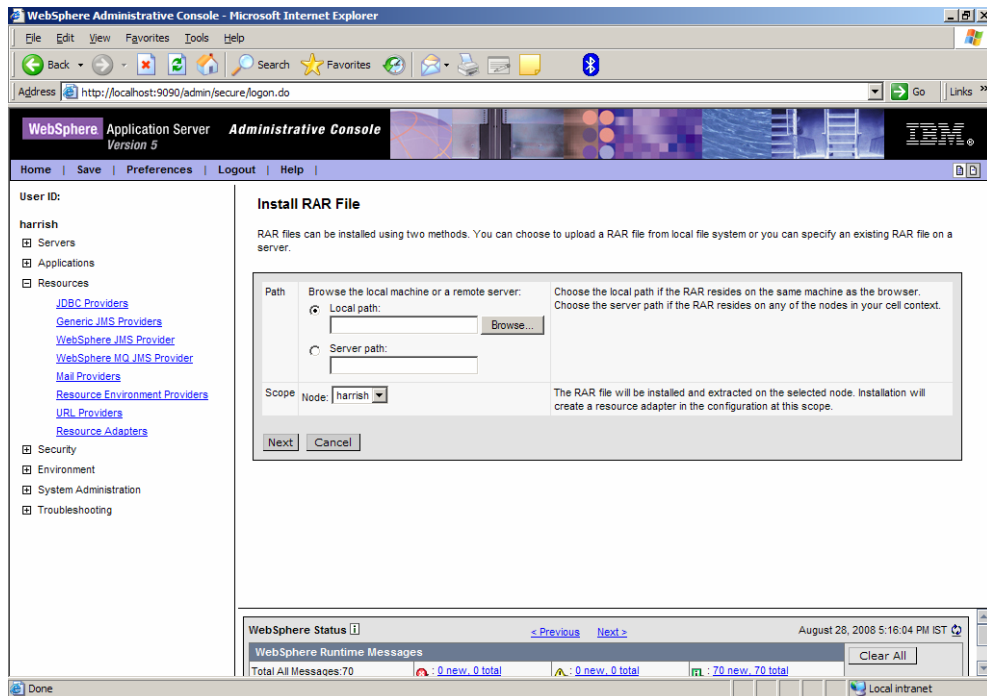 WebSphere Administrative Console - Microsoft Internet Explorer
File Edit View Favorites Tools Help
Back Search Favorites
Address http://localhost:9090/admin/secure/logon.do Go Links »
WebSphere Application Server Administrative Console
Version 5
IBM.
Home | Save | Preferences | Logout | Help |
User ID:
harrish
Servers
Applications
Resources
JDBC Providers
Generic JMS Providers
WebSphere JMS Provider
WebSphere MQ JMS Provider
Mail Providers
Resource Environment Providers
URL Providers
Resource Adapters
Security
Environment
System Administration
Troubleshooting
Install RAR File
RAR files can be installed using two methods. You can choose to upload a RAR file from local file system or you can specify an existing RAR file on a
server.
Path
Browse the local machine or a remote server:
Local path:
Browse...
Server path:
Choose the local path if the RAR resides on the same machine as the browser.
Choose the server path if the RAR resides on any of the nodes in your cell context.
Scope
Node: harrish
The RAR file will be installed and extracted on the selected node. Installation will
create a resource adapter in the configuration at this scope.
Next Cancel
WebSphere Status i < Previous Next > August 28, 2008 5:16:04 PM IST
WebSphere Runtime Messages Clear All
Total All Messages:70 : 0 new, 0 total : 0 new, 0 total : 70 new, 70 total
Done Local intranet